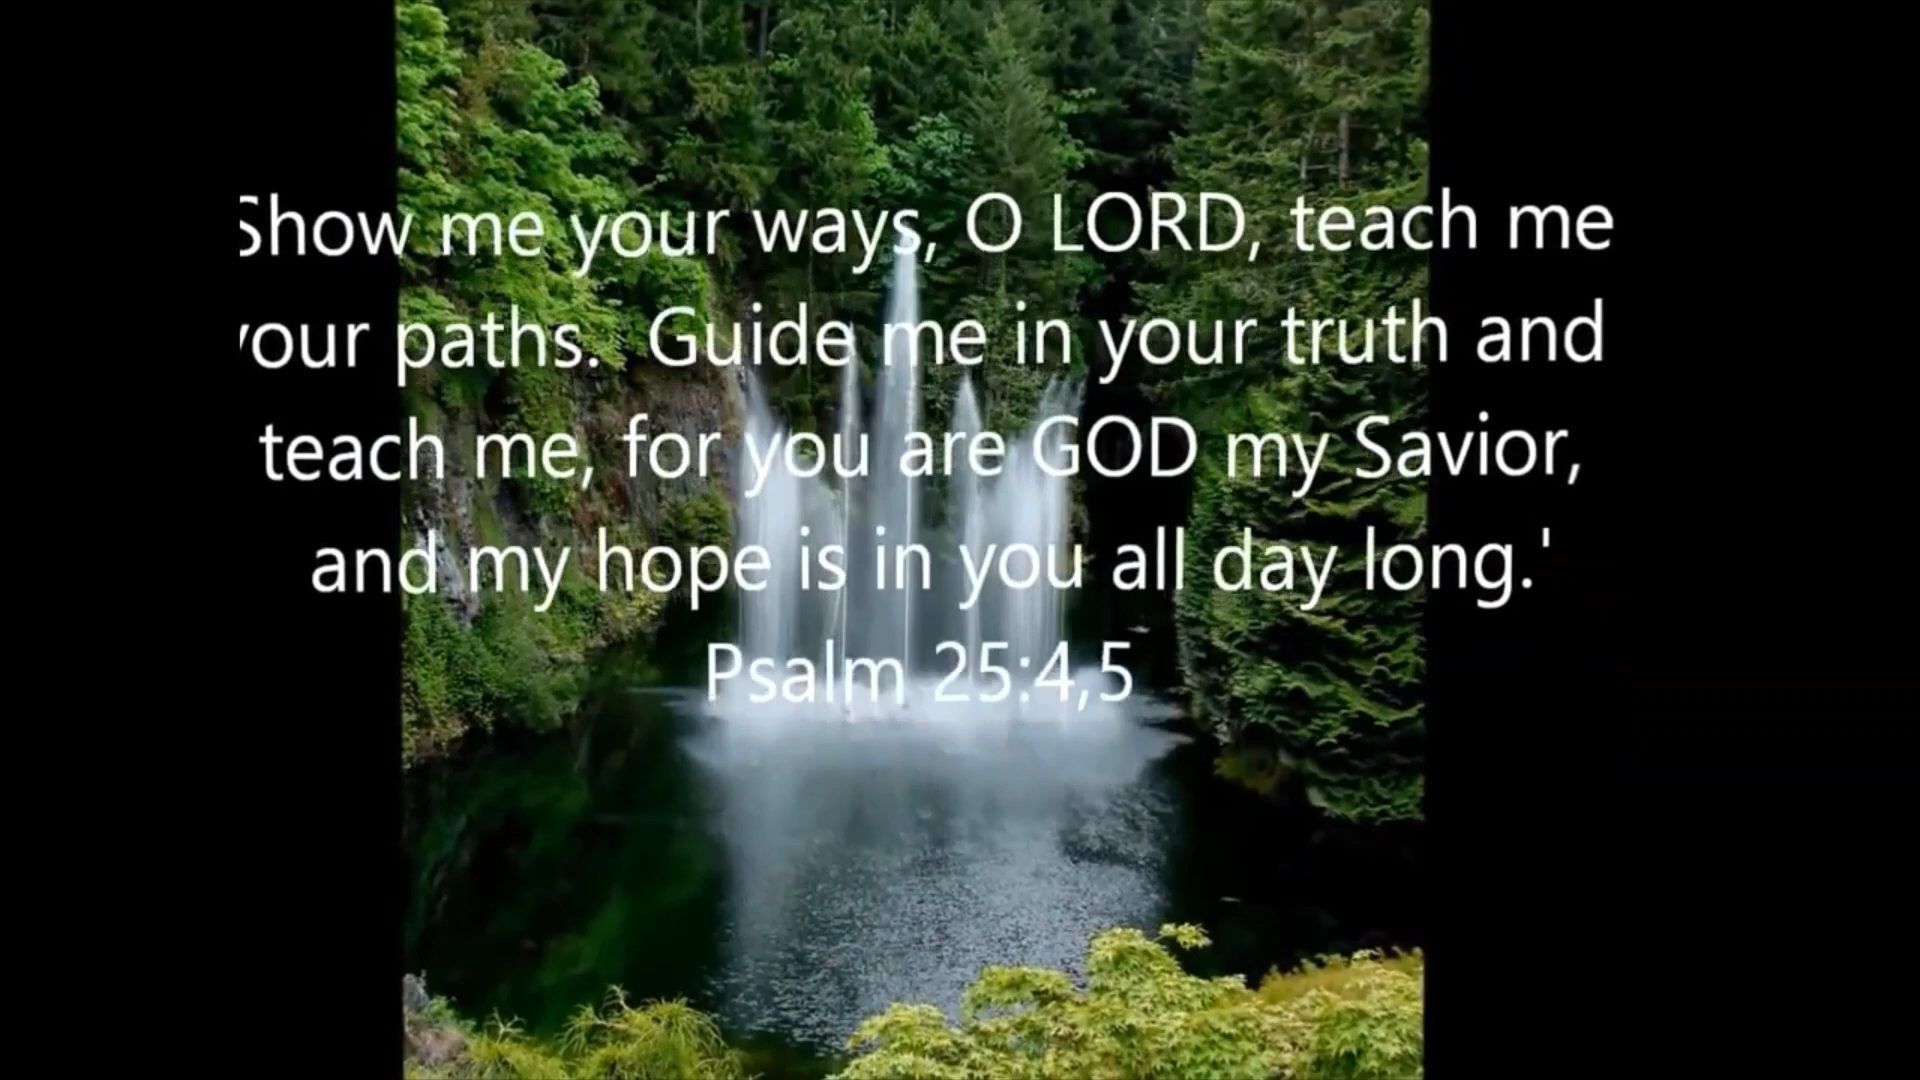 Show me your ways, O LORD, teach me
your paths. Guide me in your truth and
teach me, for you are GOD my Savior,
and my hope is in you all day long.'
Psalm 25:4,5